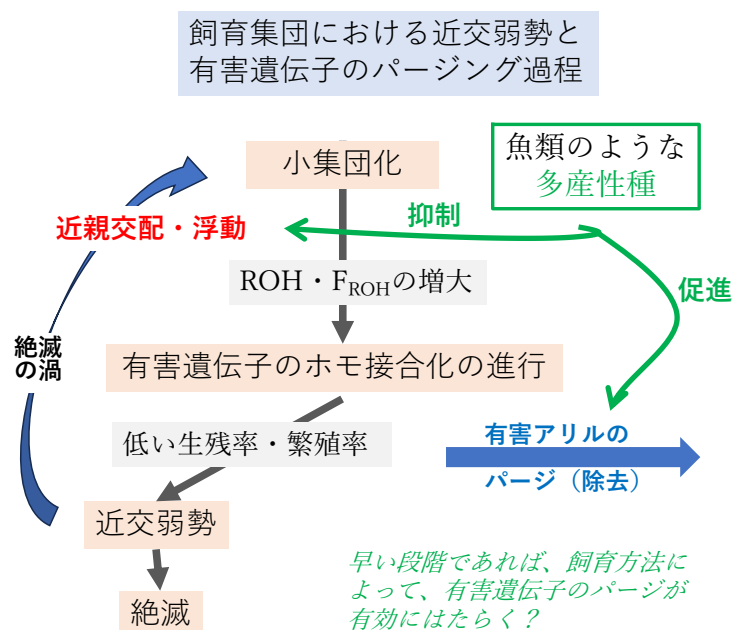 飼育集団における近交弱勢と
有害遺伝子のパージング過程
小集団化
魚類のような
多産性種
近親交配・浮動
抑制
促進
ROH・FROHの増大
絶滅
の渦
有害遺伝子のホモ接合化の進行
低い生残率・繁殖率
有害アリルの
パージ（除去）
近交弱勢
絶滅
早い段階であれば、飼育方法に
よって、有害遺伝子のパージが
有効にはたらく？